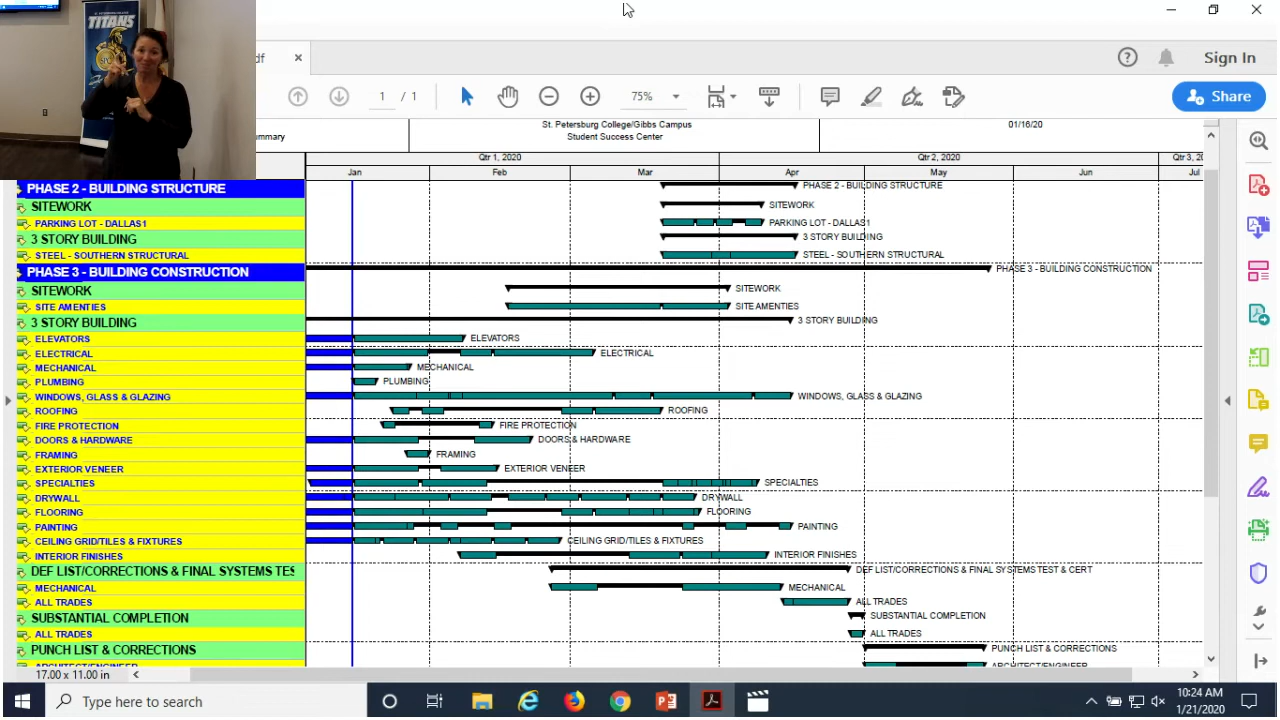 TITANS
SPC
df
Sign In
1 / 1
75%
Share
mmary
St. Petersburg College/Gibbs Campus
Student Success Center
01/16/20
Qtr 1, 2020
Qtr 2, 2020
Qtr 3, 20
Jan
Feb
Mar
Apr
May
Jun
Jul
PHASE 2 - BUILDING STRUCTURE
PHASE 2 - BUILDING STRUCTURE
SITEWORK
SITEWORK
PARKING LOT - DALLAS1
PARKING LOT - DALLAS1
3 STORY BUILDING
3 STORY BUILDING
STEEL - SOUTHERN STRUCTURAL
STEEL - SOUTHERN STRUCTURAL
PHASE 3 - BUILDING CONSTRUCTION
PHASE 3 - BUILDING CONSTRUCTION
SITEWORK
SITEWORK
SITE AMENTIES
SITE AMENTIES
3 STORY BUILDING
3 STORY BUILDING
ELEVATORS
ELEVATORS
ELECTRICAL
ELECTRICAL
MECHANICAL
MECHANICAL
PLUMBING
PLUMBING
WINDOWS, GLASS & GLAZING
WINDOWS, GLASS & GLAZING
ROOFING
ROOFING
FIRE PROTECTION
FIRE PROTECTION
DOORS & HARDWARE
DOORS & HARDWARE
FRAMING
FRAMING
EXTERIOR VENEER
EXTERIOR VENEER
SPECIALTIES
SPECIALTIES
DRYWALL
DRYWALL
FLOORING
FLOORING
PAINTING
PAINTING
CEILING GRID/TILES & FIXTURES
CEILING GRID/TILES & FIXTURES
INTERIOR FINISHES
INTERIOR FINISHES
DEF LIST/CORRECTIONS & FINAL SYSTEMS TES
DEF LIST/CORRECTIONS & FINAL SYSTEMS TEST & CERT
MECHANICAL
MECHANICAL
ALL TRADES
ALL TRADES
SUBSTANTIAL COMPLETION
SUBSTANTIAL COMPLETION
ALL TRADES
ALL TRADES
PUNCH LIST & CORRECTIONS
PUNCH LIST & CORRECTIONS
ARCHITECT/ENGINEER
ARCHITECT/ENGINEER
17.00 x 11.00 in
Type here to search
10:24 AM
1/21/2020